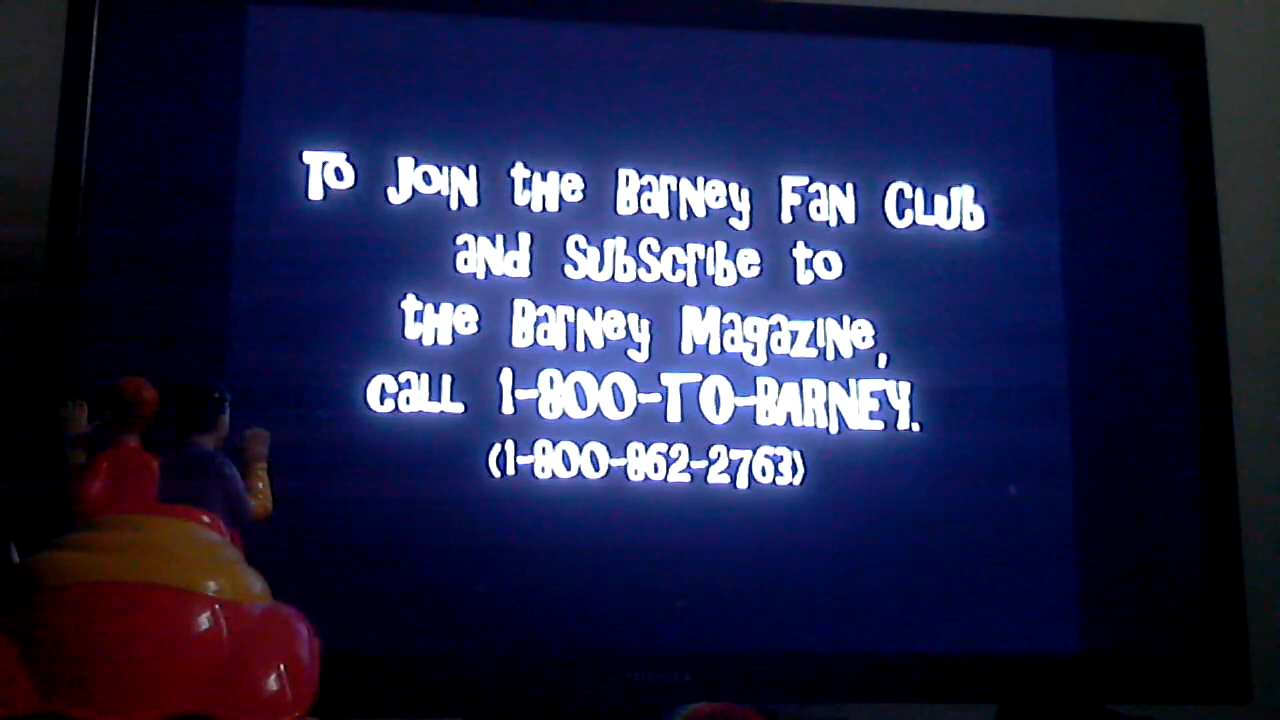 To Join the Barney Fan Club
and Subscribe to
the Barney Magazine,
call 1-800-TO-BARNEY.
(1-800-862-2763)
TOSHIBA